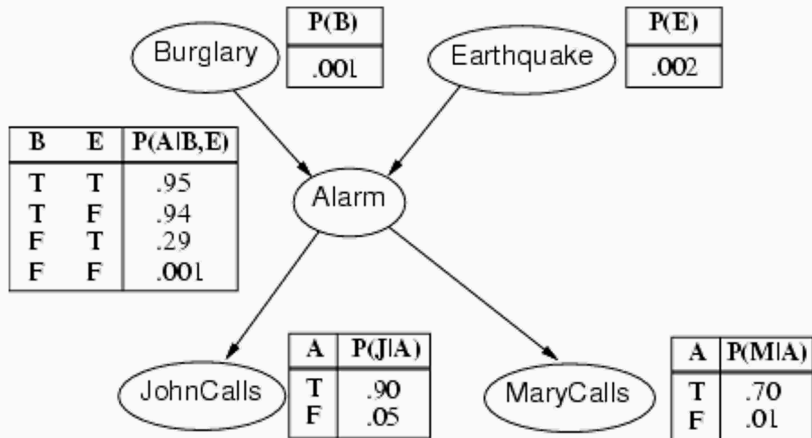 Burglary
P(B)
.001
Earthquake
P(E)
.002
B E P(A|B,E)
T T .95
T F .94
F T .29
F F .001
Alarm
JohnCalls
A P(J|A)
T .90
F .05
MaryCalls
A P(M|A)
T .70
F .01